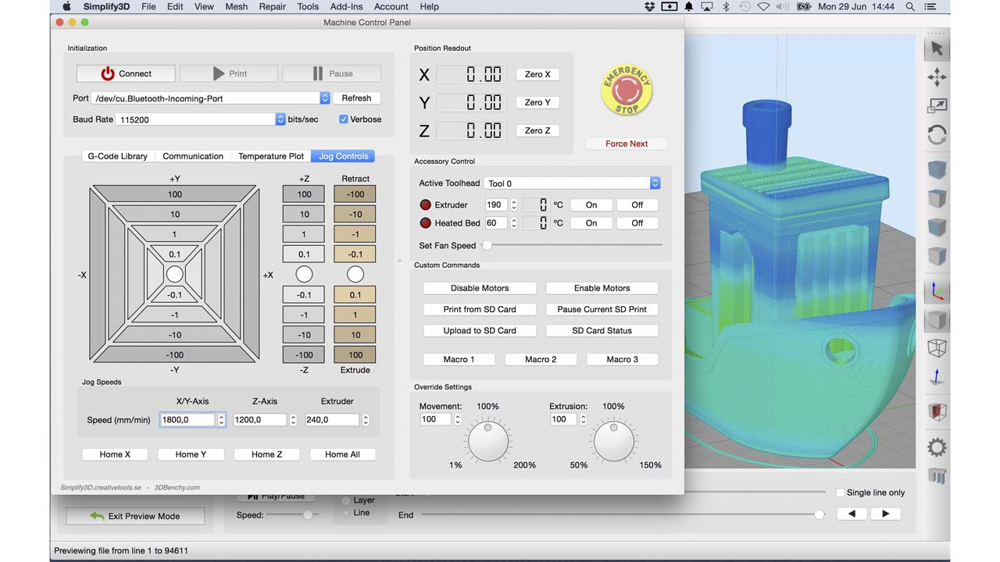 Simplify3D File Edit View Mesh Repair Tools Add-Ins Account Help Mon 29 Jun 14:44
Machine Control Panel
Initialization
Connect Print Pause
Port /dev/cu.Bluetooth-Incoming-Port Refresh
Baud Rate 115200 bits/sec Verbose
G-Code Library Communication Temperature Plot Jog Controls
+Y +Z Retract
100 100 -100
10 10 -10
1 1 -1
0.1 0.1 -0.1
-X +X
-0.1 -0.1 0.1
-1 -1 1
-10 -10 10
-100 -100 100
-Y -Z Extrude
Jog Speeds
X/Y-Axis Z-Axis Extruder
Speed (mm/min) 1800,0 1200,0 240,0
Home X Home Y Home Z Home All
Simplify3D.creativetools.se - 3DBenchy.com
Position Readout
X 0.00 Zero X
Y 0.00 Zero Y
Z 0.00 Zero Z
EMERGENCY
STOP
Force Next
Accessory Control
Active Toolhead Tool 0
Extruder 190 0 ºC On Off
Heated Bed 60 0 ºC On Off
Set Fan Speed
Custom Commands
Disable Motors Enable Motors
Print from SD Card Pause Current SD Print
Upload to SD Card SD Card Status
Macro 1 Macro 2 Macro 3
Override Settings
Movement: 100% Extrusion: 100%
100 100
1% 200% 50% 150%
Play/Pause Layer Single line only
Exit Preview Mode Speed: Line End
Previewing file from line 1 to 94611